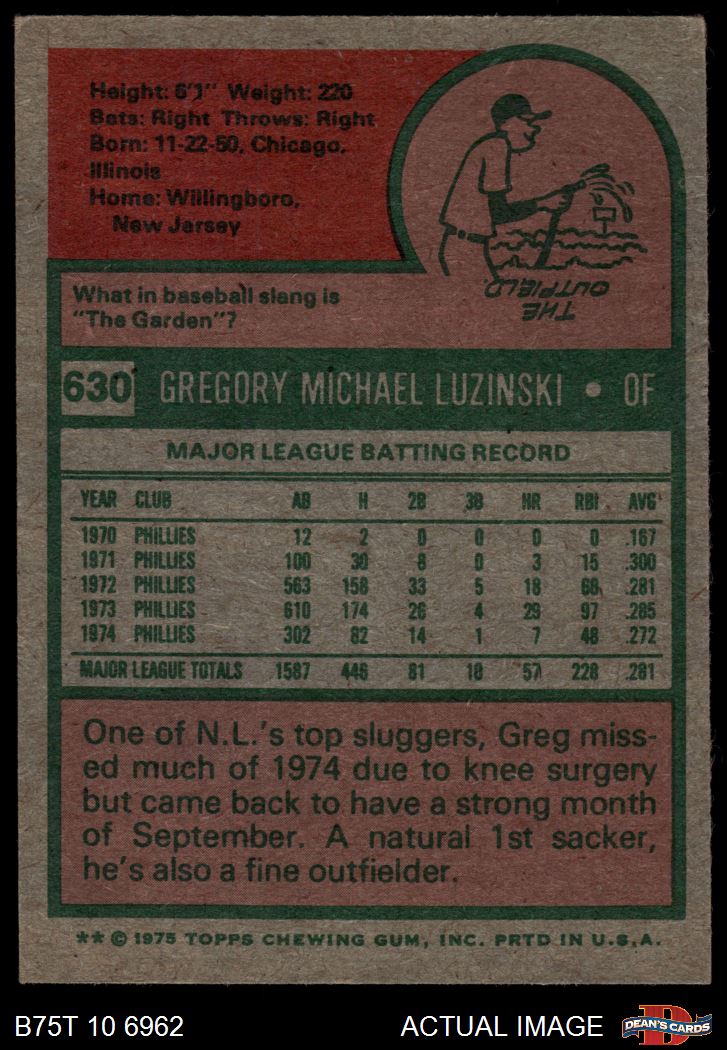 Height: 6'1" Weight: 220
Bats: Right Throws: Right
Born: 11-22-50, Chicago,
Illinois
Home: Willingboro,
New Jersey
What in baseball slang is
"The Garden"?
THE
OUTFIELD.
630 GREGORY MICHAEL LUZINSKI • OF
MAJOR LEAGUE BATTING RECORD
YEAR CLUB AB H 2B 3B HR RBI AVG
1970 PHILLIES 12 2 0 0 0 0 .167
1971 PHILLIES 100 30 8 0 3 15 .300
1972 PHILLIES 563 158 33 5 18 68 .281
1973 PHILLIES 610 174 26 4 29 97 .285
1974 PHILLIES 302 82 14 1 7 48 .272
MAJOR LEAGUE TOTALS 1587 446 81 10 57 228 .281
One of N.L.'s top sluggers, Greg miss-
ed much of 1974 due to knee surgery
but came back to have a strong month
of September. A natural 1st sacker,
he's also a fine outfielder.
** © 1975 TOPPS CHEWING GUM, INC. PRTD IN U.S.A.
B75T 10 6962 ACTUAL IMAGE
D
DEAN'S CARDS